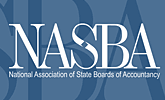 NASBA
National Association of State Boards of Accountancy